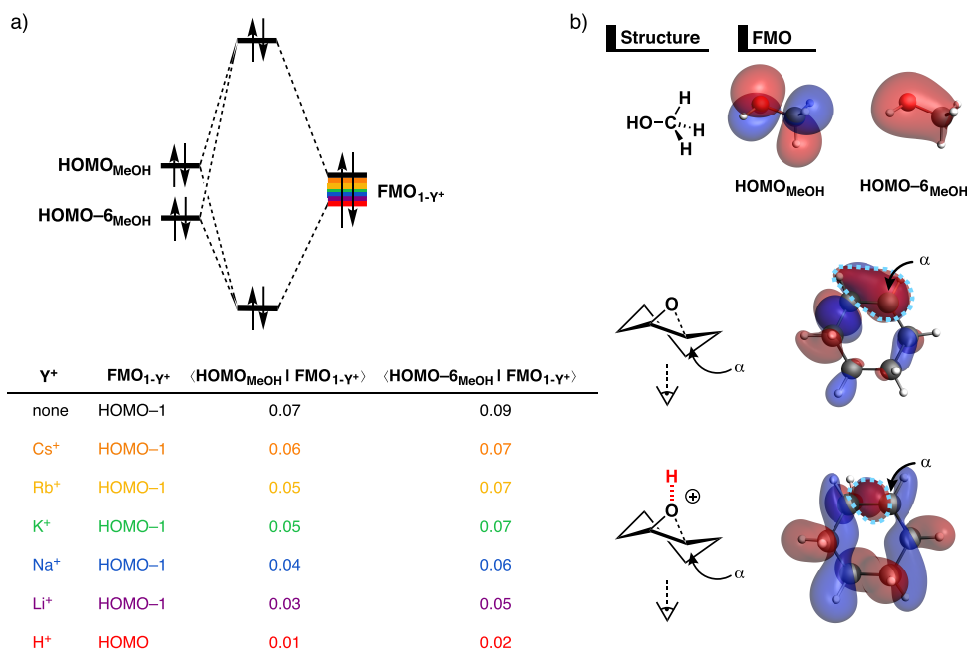 a)
HOMO_MeOH
HOMO–6_MeOH
FMO_1-Y⁺
Y⁺ FMO_1-Y⁺ ⟨HOMO_MeOH | FMO_1-Y⁺⟩ ⟨HOMO–6_MeOH | FMO_1-Y⁺⟩
none HOMO–1 0.07 0.09
Cs⁺ HOMO–1 0.06 0.07
Rb⁺ HOMO–1 0.05 0.07
K⁺ HOMO–1 0.05 0.07
Na⁺ HOMO–1 0.04 0.06
Li⁺ HOMO–1 0.03 0.05
H⁺ HOMO 0.01 0.02
b)
Structure FMO
H
HO C H
H
HOMO_MeOH HOMO–6_MeOH
O
α
α
H
O ⊕
α
α